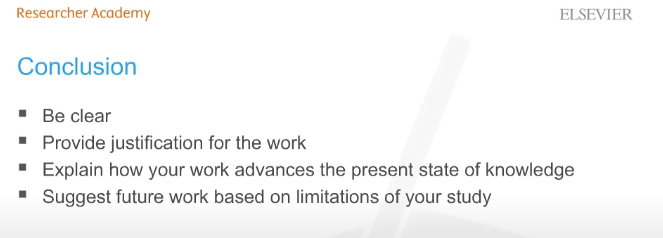 Researcher Academy
ELSEVIER
Conclusion
▪ Be clear
▪ Provide justification for the work
▪ Explain how your work advances the present state of knowledge
▪ Suggest future work based on limitations of your study